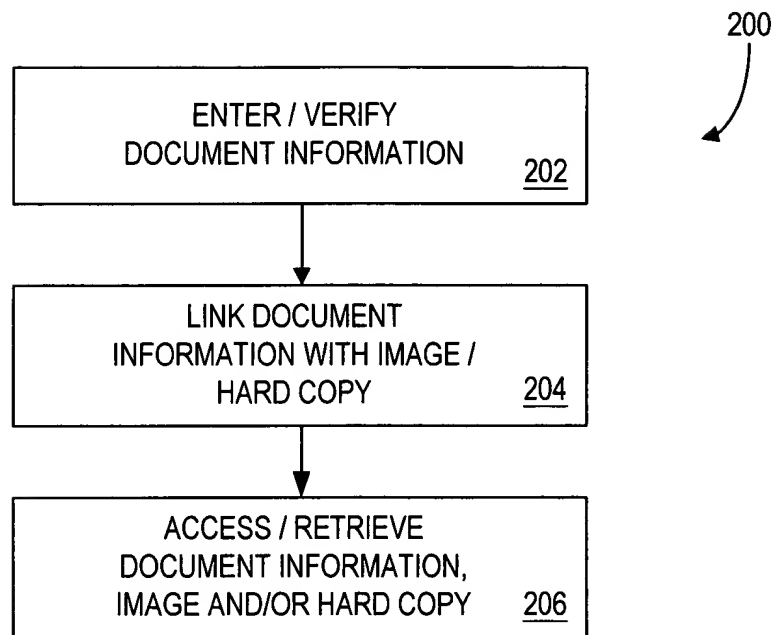 200
ENTER / VERIFY
DOCUMENT INFORMATION
202
LINK DOCUMENT
INFORMATION WITH IMAGE /
HARD COPY
204
ACCESS / RETRIEVE
DOCUMENT INFORMATION,
IMAGE AND/OR HARD COPY
206